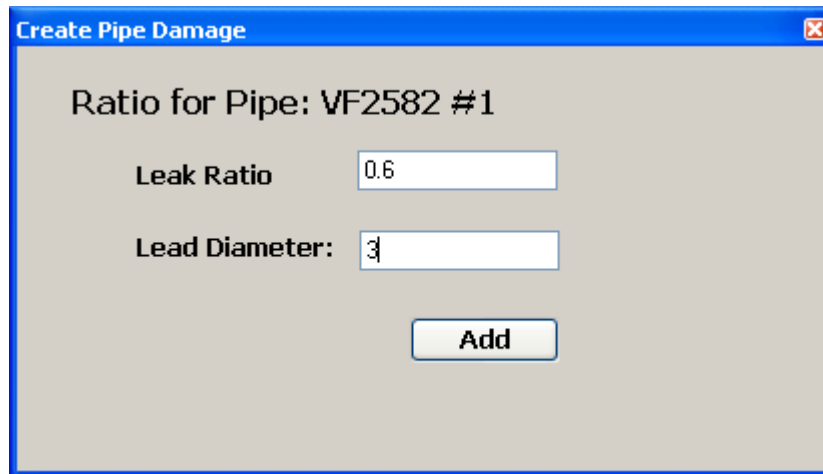 Create Pipe Damage
Ratio for Pipe: VF2582 #1
Leak Ratio 0.6
Lead Diameter: 3
Add